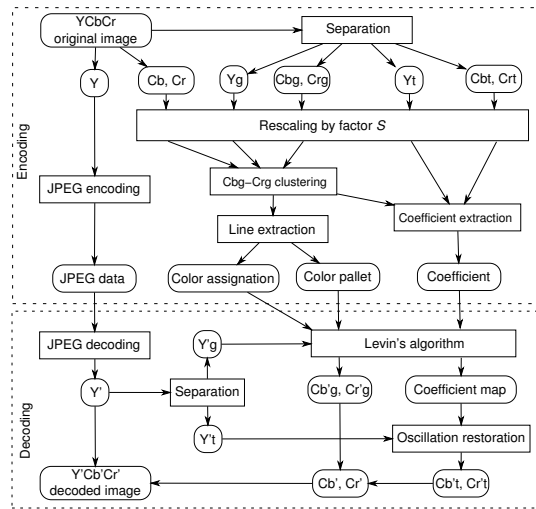 YCbCr
original image
Separation
Y
Cb, Cr
Yg
Cbg, Crg
Yt
Cbt, Crt
Rescaling by factor S
Encoding
JPEG encoding
Cbg−Crg clustering
Line extraction
Coefficient extraction
JPEG data
Color assignation
Color pallet
Coefficient
JPEG decoding
Y'g
Levin's algorithm
Y'
Separation
Cb'g, Cr'g
Coefficient map
Decoding
Y't
Oscillation restoration
Y'Cb'Cr'
decoded image
Cb', Cr'
Cb't, Cr't